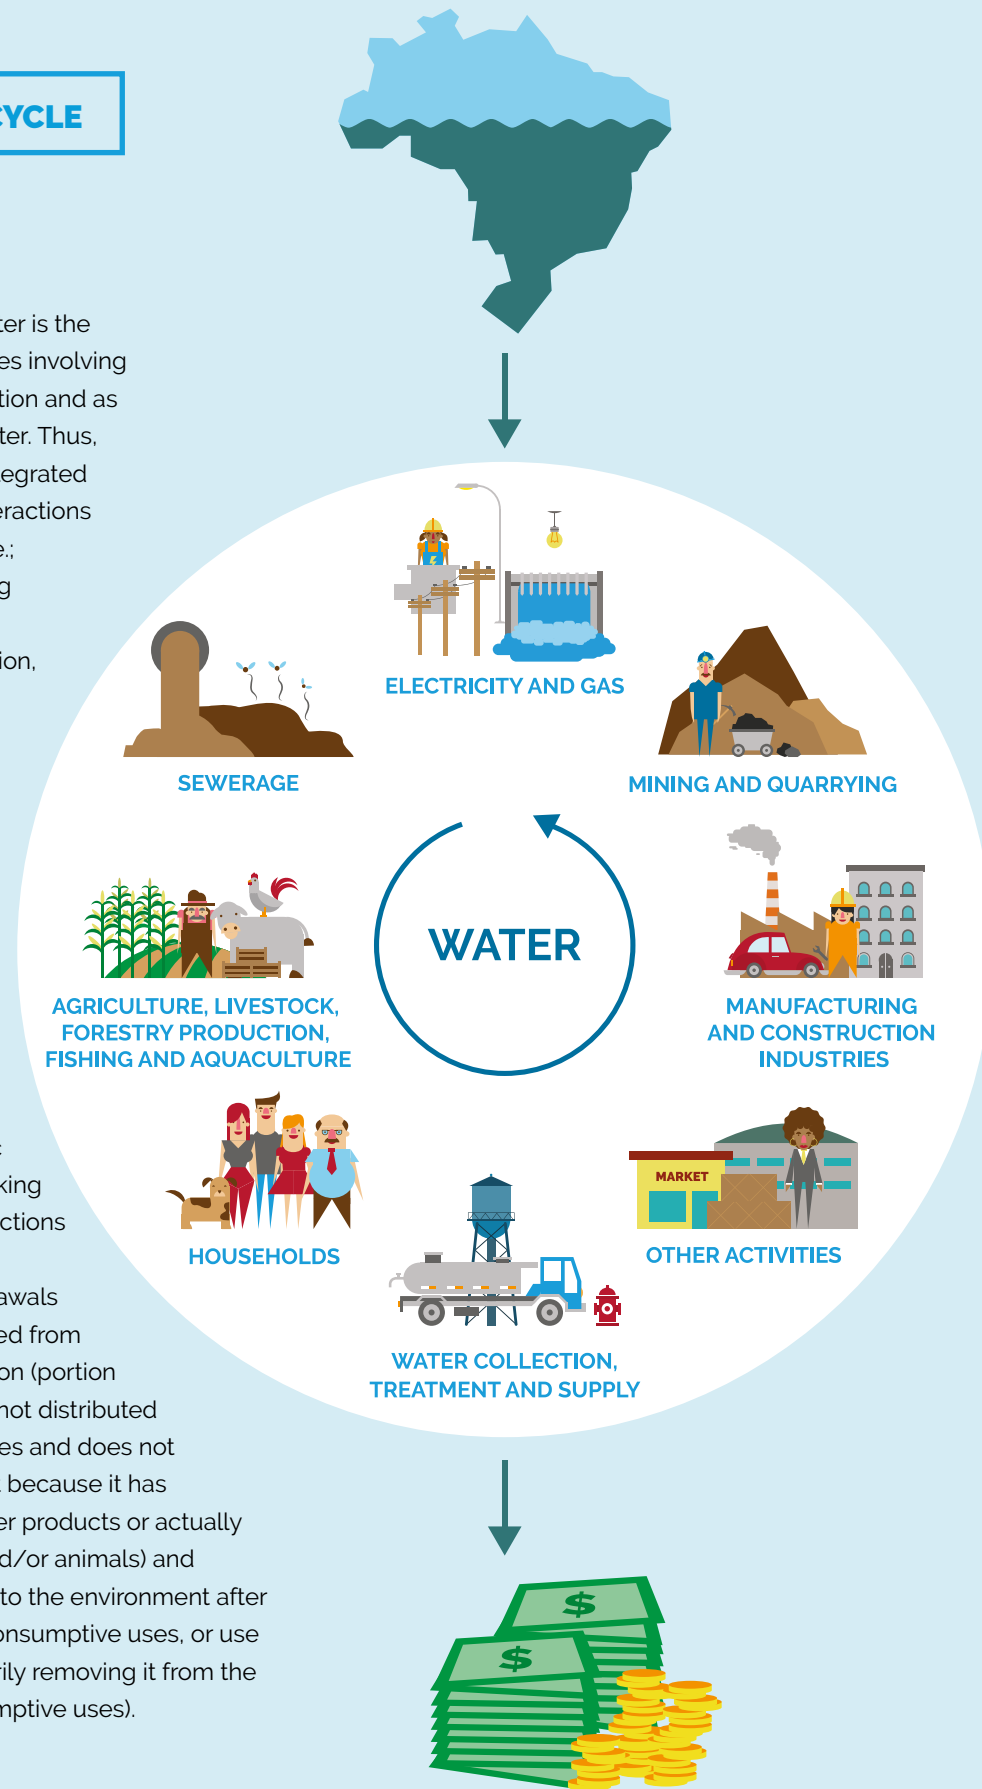 CYCLE
ter is the
es involving
tion and as
ter. Thus,
tegrated
eractions
e.;
g
ion,
c
king
ctions
awals
ed from
on (portion
not distributed
es and does not
t because it has
er products or actually
d/or animals) and
to the environment after
onsumptive uses, or use
rily removing it from the
mptive uses).
ELECTRICITY AND GAS
SEWERAGE
MINING AND QUARRYING
WATER
AGRICULTURE, LIVESTOCK,
FORESTRY PRODUCTION,
FISHING AND AQUACULTURE
MANUFACTURING
AND CONSTRUCTION
INDUSTRIES
HOUSEHOLDS
MARKET
OTHER ACTIVITIES
WATER COLLECTION,
TREATMENT AND SUPPLY
$
$